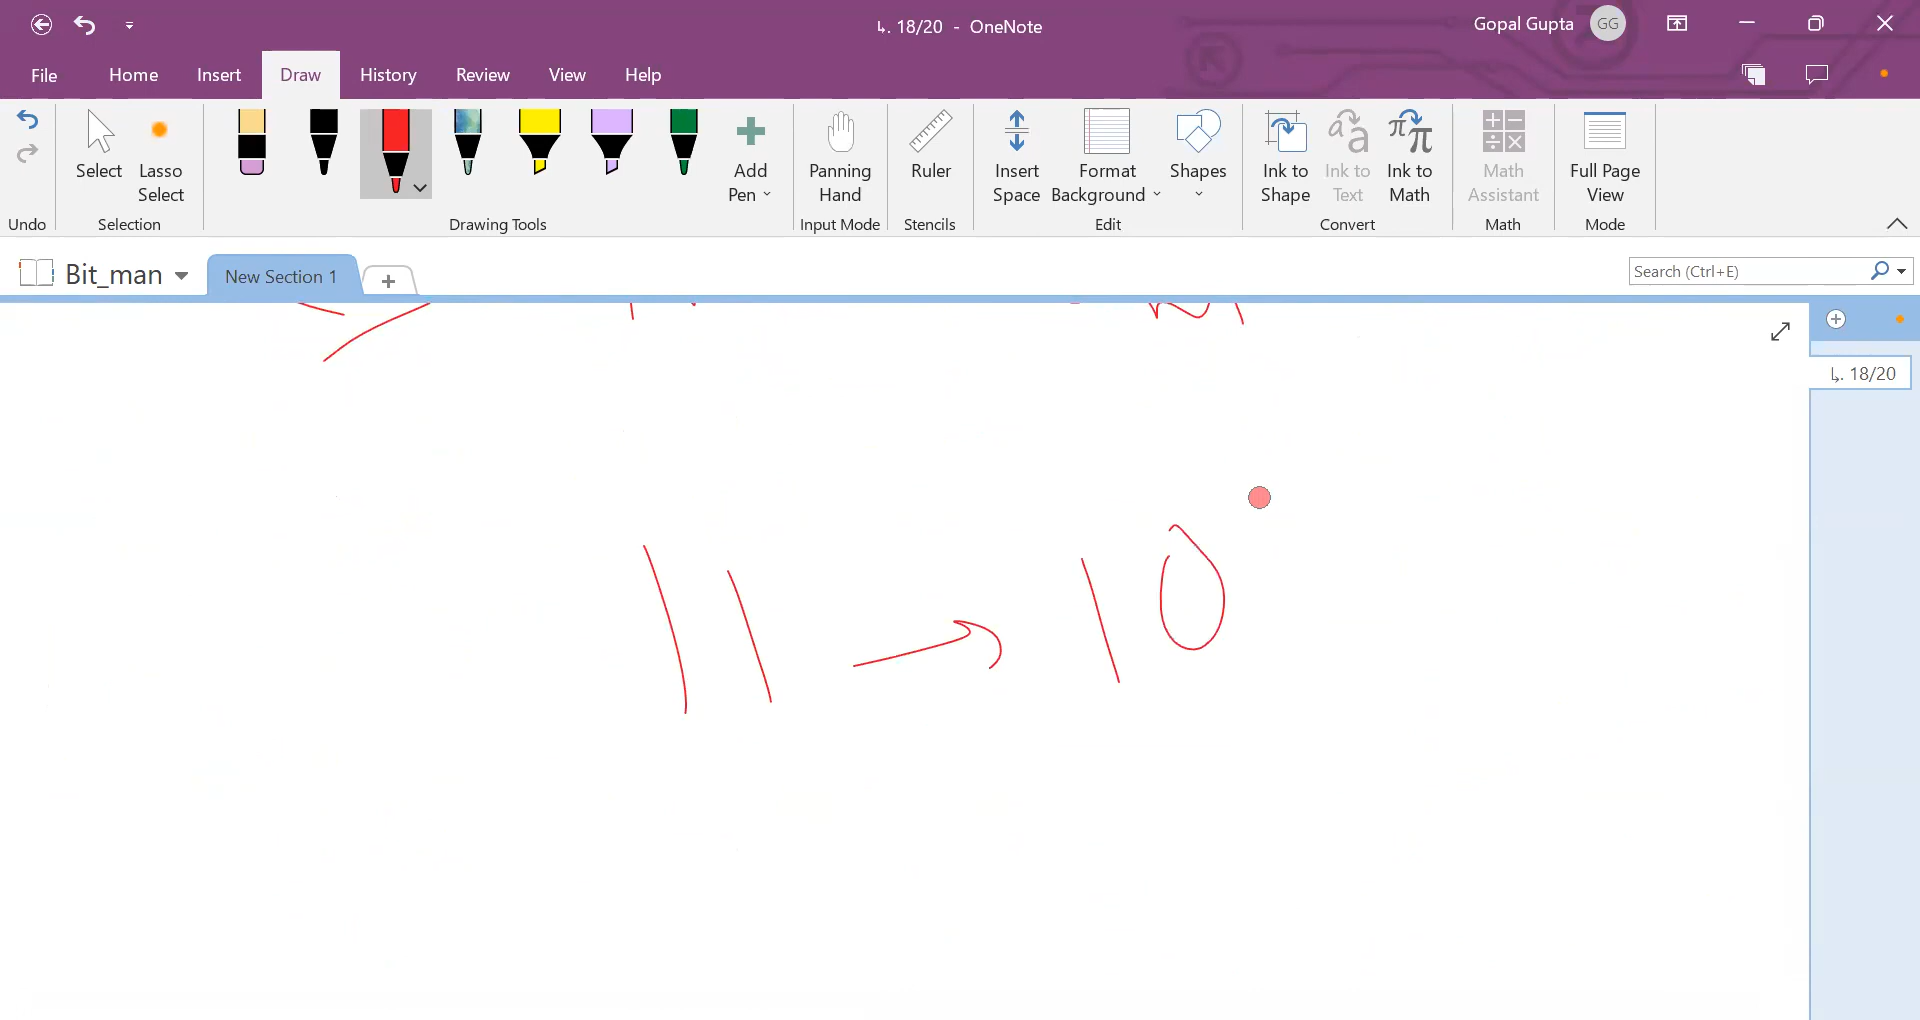 ↳. 18/20 - OneNote
Gopal Gupta GG
File Home Insert Draw History Review View Help
Select
Lasso Select
Add Pen
Panning Hand
Ruler
Insert Space
Format Background
Shapes
Ink to Shape
Ink to Text
Ink to Math
Math Assistant
Full Page View
Undo Selection Drawing Tools Input Mode Stencils Edit Convert Math Mode
Bit_man New Section 1 +
Search (Ctrl+E)
↳. 18/20
11 → 10